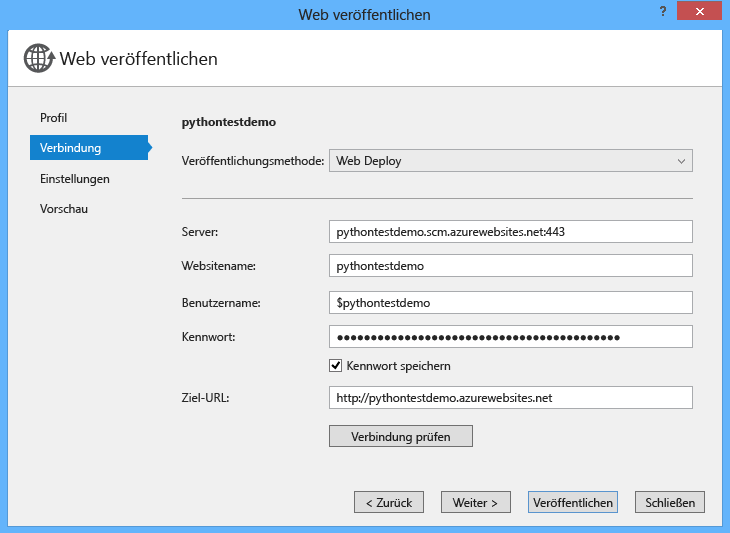 Web veröffentlichen
?
Web veröffentlichen
Profil
Verbindung
Einstellungen
Vorschau
pythontestdemo
Veröffentlichungsmethode: Web Deploy
Server: pythontestdemo.scm.azurewebsites.net:443
Websitename: pythontestdemo
Benutzername: $pythontestdemo
Kennwort: ●●●●●●●●●●●●●●●●●●●●●●●●●●●●●●●●●●●●●●●●●
Kennwort speichern
Ziel-URL: http://pythontestdemo.azurewebsites.net
Verbindung prüfen
< Zurück Weiter > Veröffentlichen Schließen